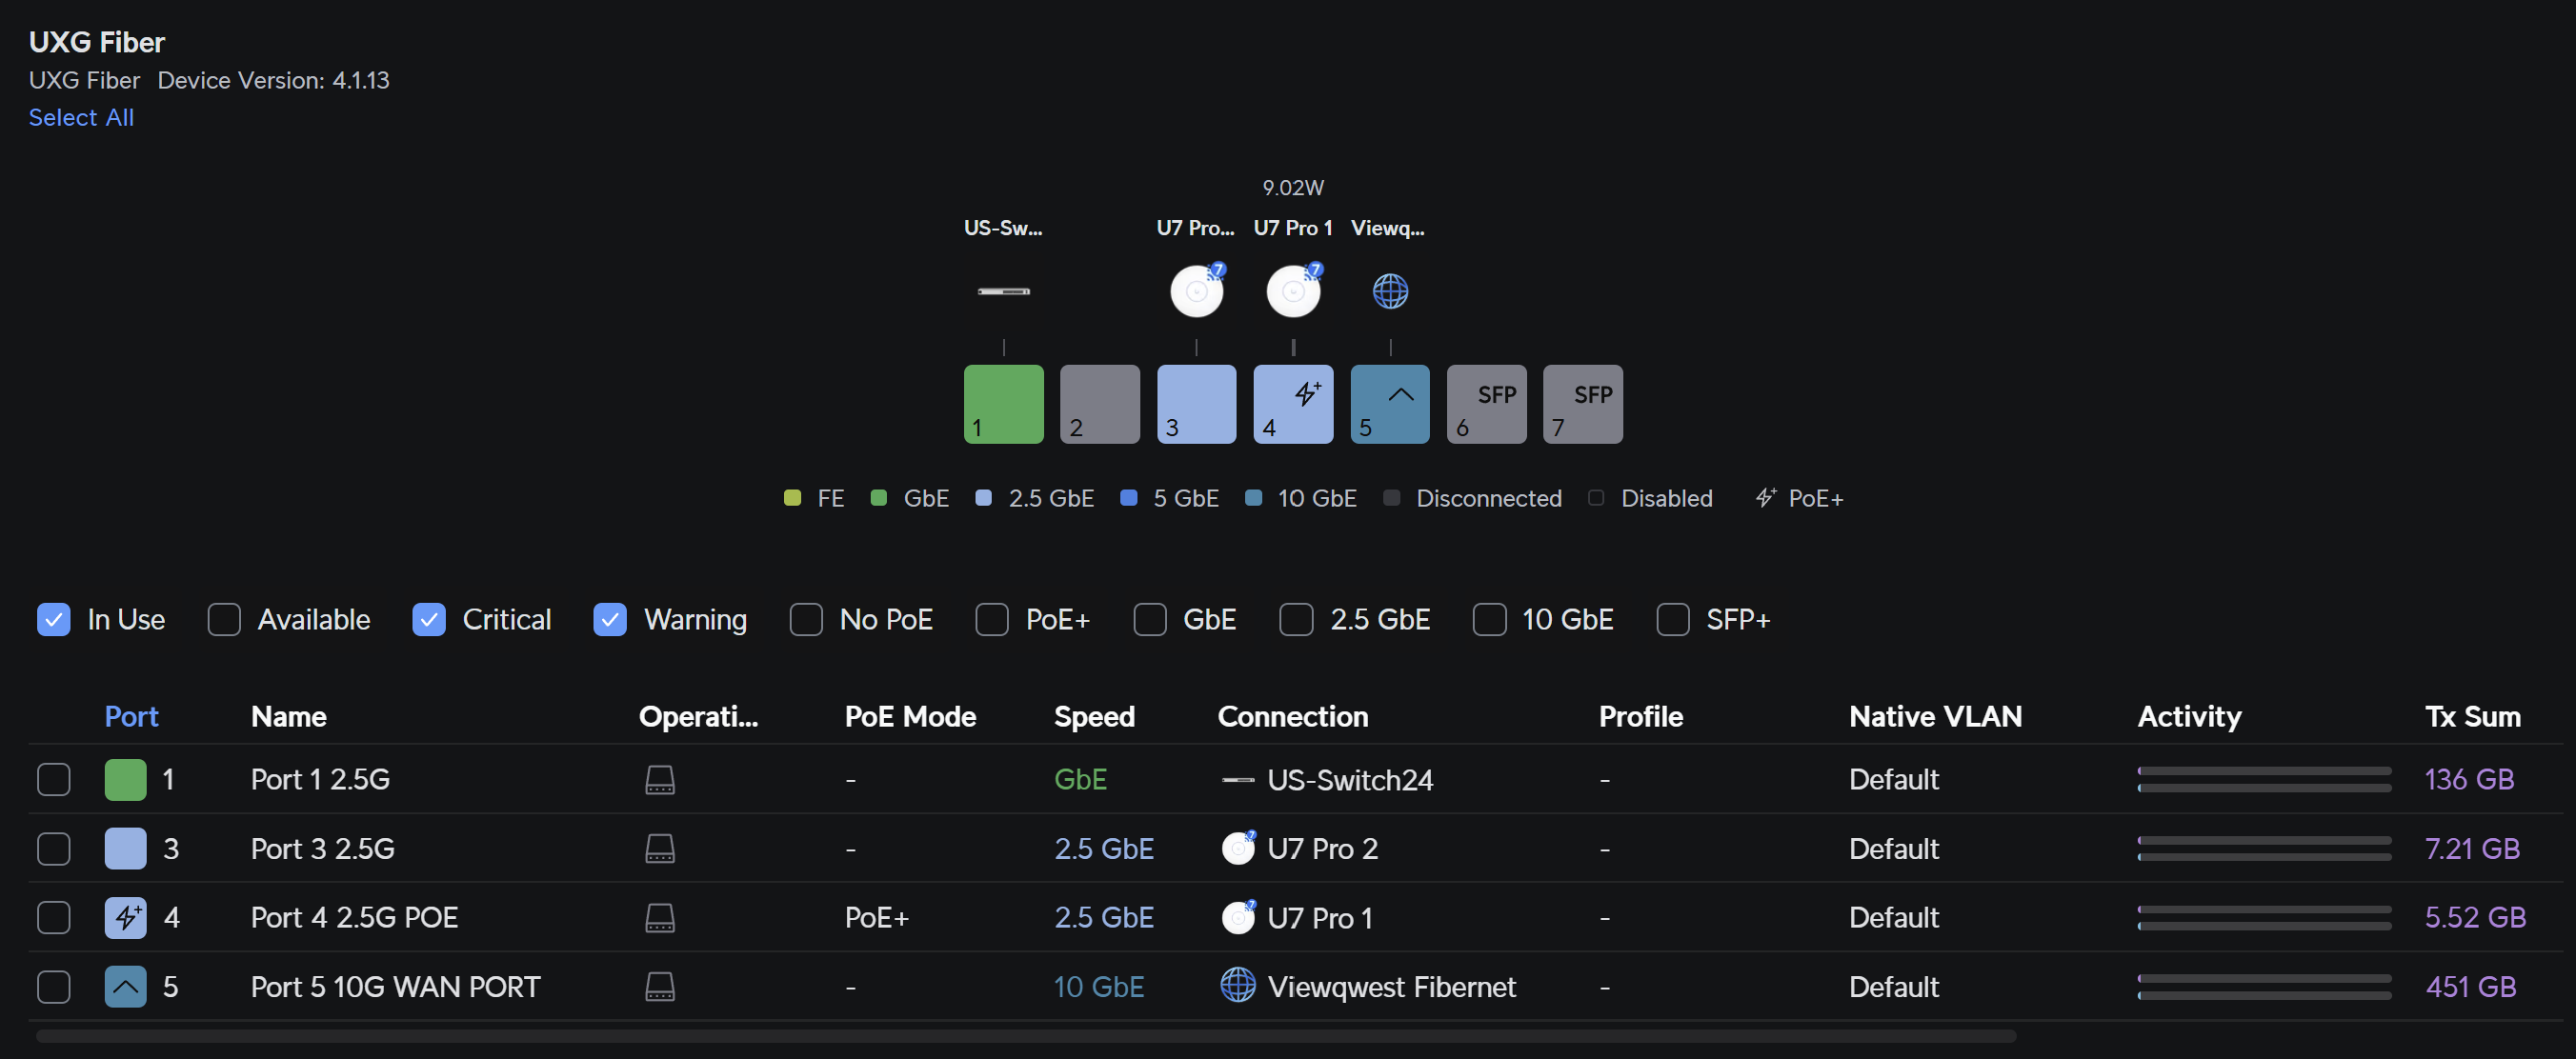 UXG Fiber
UXG Fiber Device Version: 4.1.13
Select All
9.02W
US-Sw... U7 Pro... U7 Pro 1 Viewq...
7 7
SFP SFP
1 2 3 4 5 6 7
FE GbE 2.5 GbE 5 GbE 10 GbE Disconnected Disabled PoE+
In Use Available Critical Warning No PoE PoE+ GbE 2.5 GbE 10 GbE SFP+
Port Name Operati... PoE Mode Speed Connection Profile Native VLAN Activity Tx Sum
1 Port 1 2.5G - GbE US-Switch24 - Default 136 GB
3 Port 3 2.5G - 2.5 GbE U7 Pro 2 - Default 7.21 GB
4 Port 4 2.5G POE PoE+ 2.5 GbE U7 Pro 1 - Default 5.52 GB
5 Port 5 10G WAN PORT - 10 GbE Viewqwest Fibernet - Default 451 GB